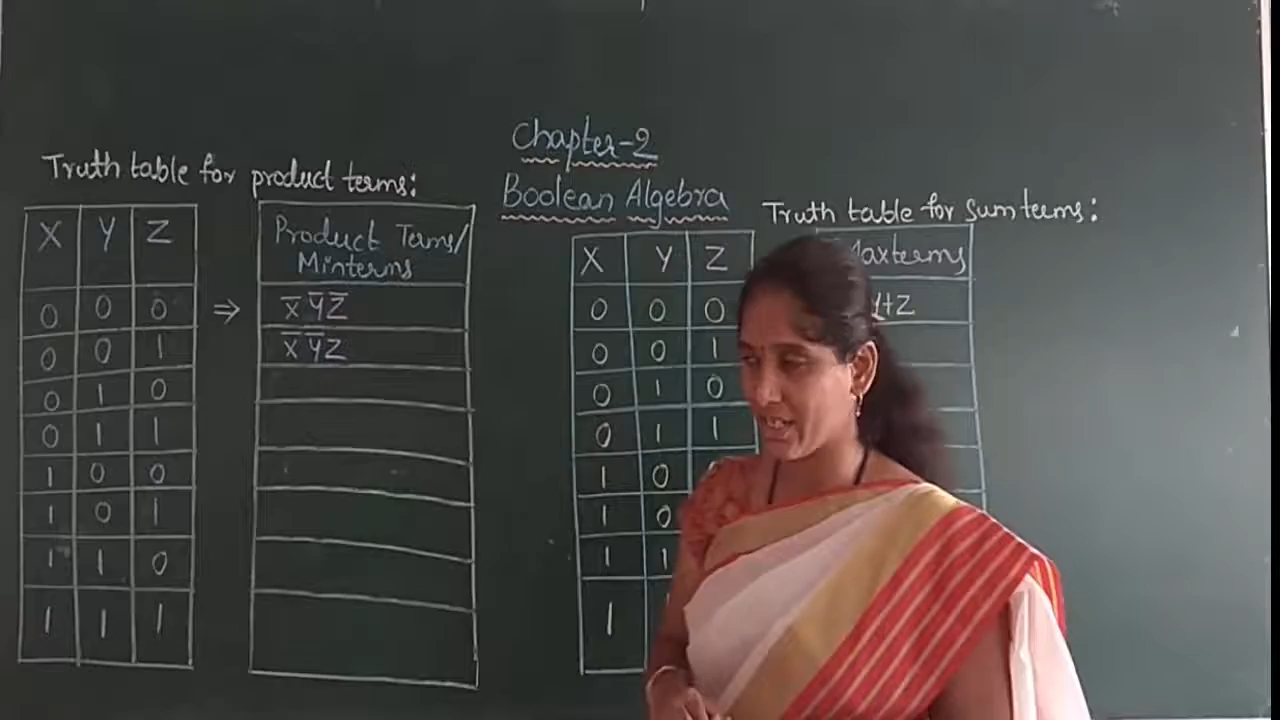 Chapter-2
Boolean Algebra
Truth table for product terms:
X Y Z
Product Terms/
Minterms
0 0 0 ⇒ X̅ Y̅ Z̅
0 0 1 X̅ Y̅ Z
0 1 0
0 1 1
1 0 0
1 0 1
1 1 0
1 1 1
Truth table for sum terms:
X Y Z Maxterms
0 0 0 Y+Z
0 0 1
0 1 0
0 1 1
1 0
1 0
1 1
1